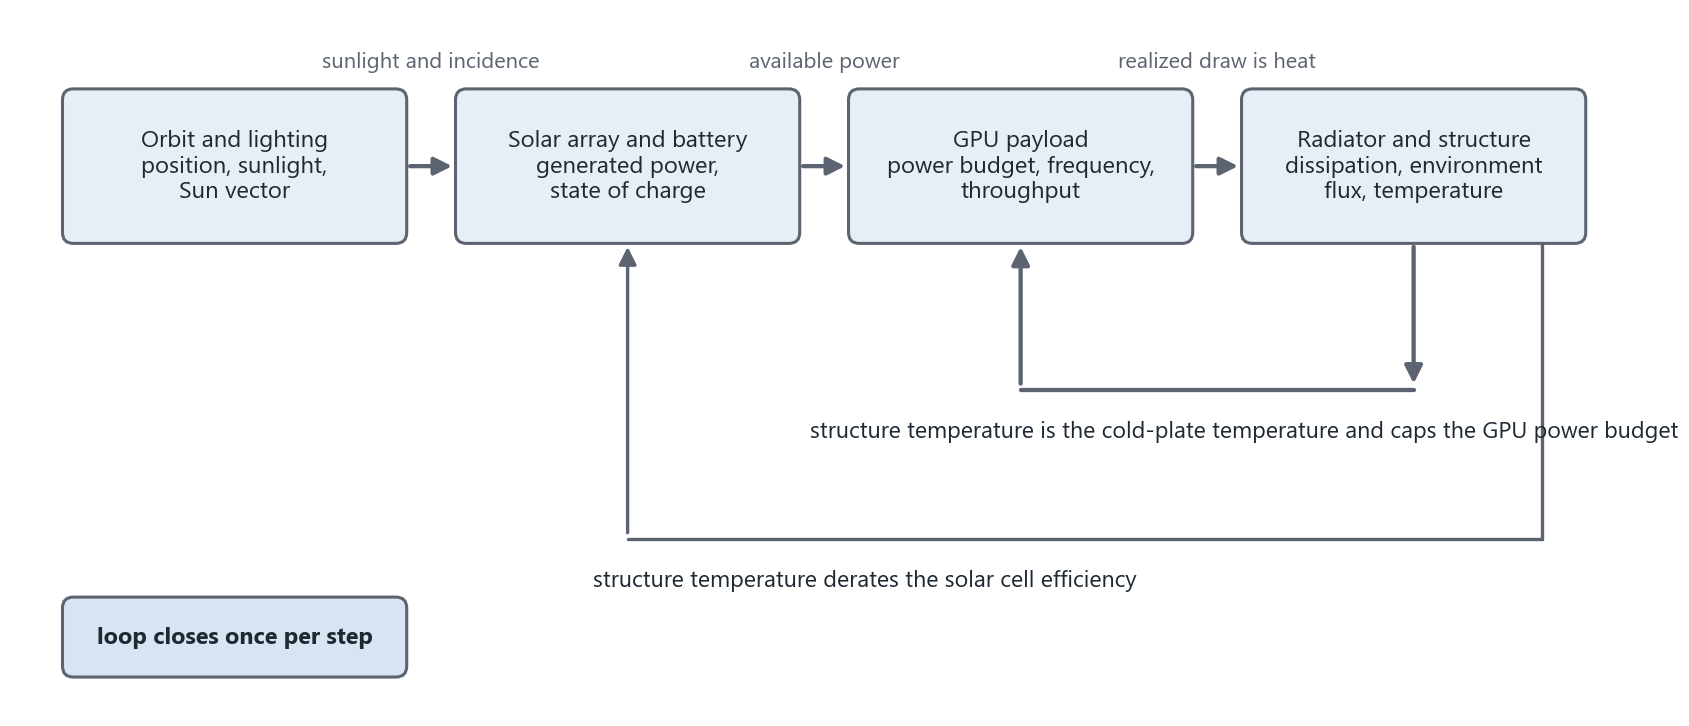 sunlight and incidence
available power
realized draw is heat
Orbit and lighting
position, sunlight,
Sun vector
Solar array and battery
generated power,
state of charge
GPU payload
power budget, frequency,
throughput
Radiator and structure
dissipation, environment
flux, temperature
structure temperature is the cold-plate temperature and caps the GPU power budget
structure temperature derates the solar cell efficiency
loop closes once per step